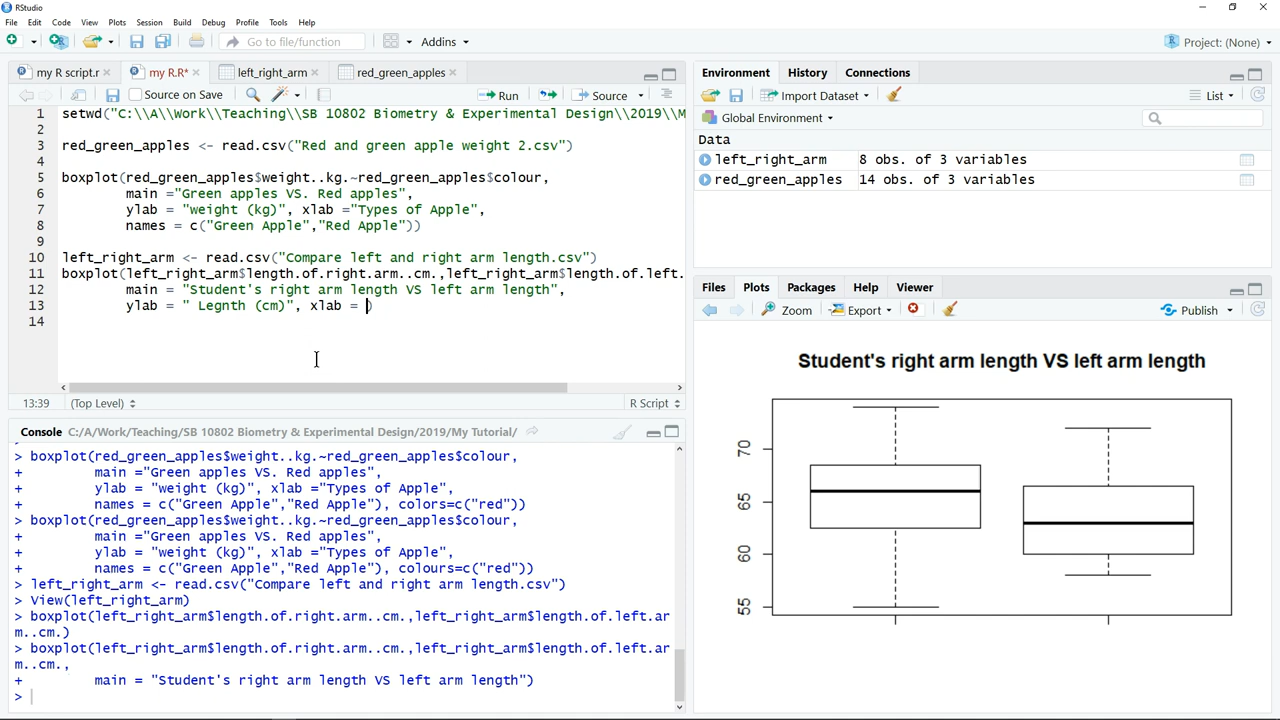 RStudio
File Edit Code View Plots Session Build Debug Profile Tools Help
Go to file/function Addins Project: (None)
my R script.r my R.R* left_right_arm red_green_apples
Source on Save Run Source
1 setwd("C:\\A\\Work\\Teaching\\SB 10802 Biometry & Experimental Design\\2019\\M
2
3 red_green_apples <- read.csv("Red and green apple weight 2.csv")
4
5 boxplot(red_green_apples$weight..kg.~red_green_apples$colour,
6 main ="Green apples VS. Red apples",
7 ylab = "weight (kg)", xlab ="Types of Apple",
8 names = c("Green Apple","Red Apple"))
9
10 left_right_arm <- read.csv("Compare left and right arm length.csv")
11 boxplot(left_right_arm$length.of.right.arm..cm.,left_right_arm$length.of.left.
12 main = "Student's right arm length VS left arm length",
13 ylab = " Legnth (cm)", xlab = )
14
13:39 (Top Level) R Script
Console C:/A/Work/Teaching/SB 10802 Biometry & Experimental Design/2019/My Tutorial/
> boxplot(red_green_apples$weight..kg.~red_green_apples$colour,
+ main ="Green apples VS. Red apples",
+ ylab = "weight (kg)", xlab ="Types of Apple",
+ names = c("Green Apple","Red Apple"), colors=c("red"))
> boxplot(red_green_apples$weight..kg.~red_green_apples$colour,
+ main ="Green apples VS. Red apples",
+ ylab = "weight (kg)", xlab ="Types of Apple",
+ names = c("Green Apple","Red Apple"), colours=c("red"))
> left_right_arm <- read.csv("Compare left and right arm length.csv")
> View(left_right_arm)
> boxplot(left_right_arm$length.of.right.arm..cm.,left_right_arm$length.of.left.ar
m..cm.)
> boxplot(left_right_arm$length.of.right.arm..cm.,left_right_arm$length.of.left.ar
m..cm.,
+ main = "Student's right arm length VS left arm length")
>
Environment History Connections
Import Dataset List
Global Environment
Data
left_right_arm 8 obs. of 3 variables
red_green_apples 14 obs. of 3 variables
Files Plots Packages Help Viewer
Zoom Export Publish
Student's right arm length VS left arm length
70
65
60
55